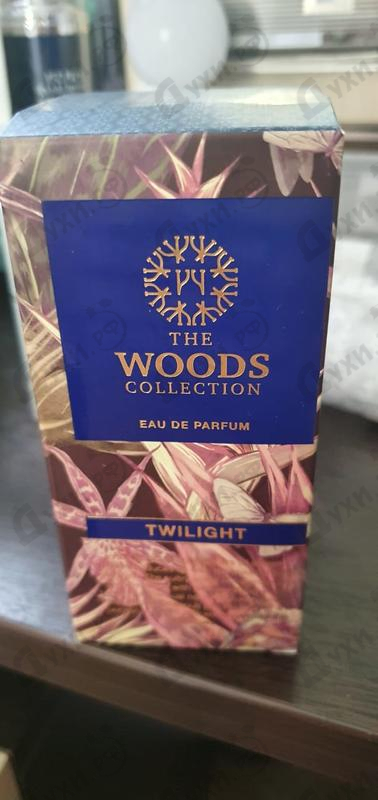 THE
WOODS
COLLECTION
EAU DE PARFUM
TWILIGHT